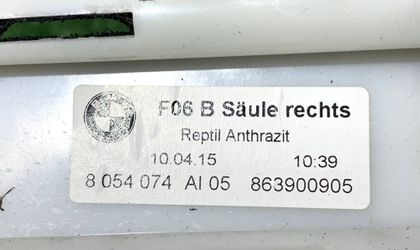 F06 B Säule rechts
Reptil Anthrazit
10.04.15 10:39
8 054 074 AI 05 863900905